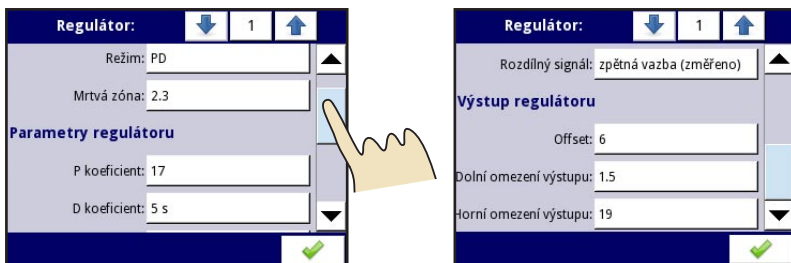 Regulátor: 1
Režim: PD
Mrtvá zóna: 2.3
Parametry regulátoru
P koeficient: 17
D koeficient: 5 s
Regulátor: 1
Rozdílný signál: zpětná vazba (změřeno)
Výstup regulátoru
Offset: 6
Dolní omezení výstupu: 1.5
Horní omezení výstupu: 19